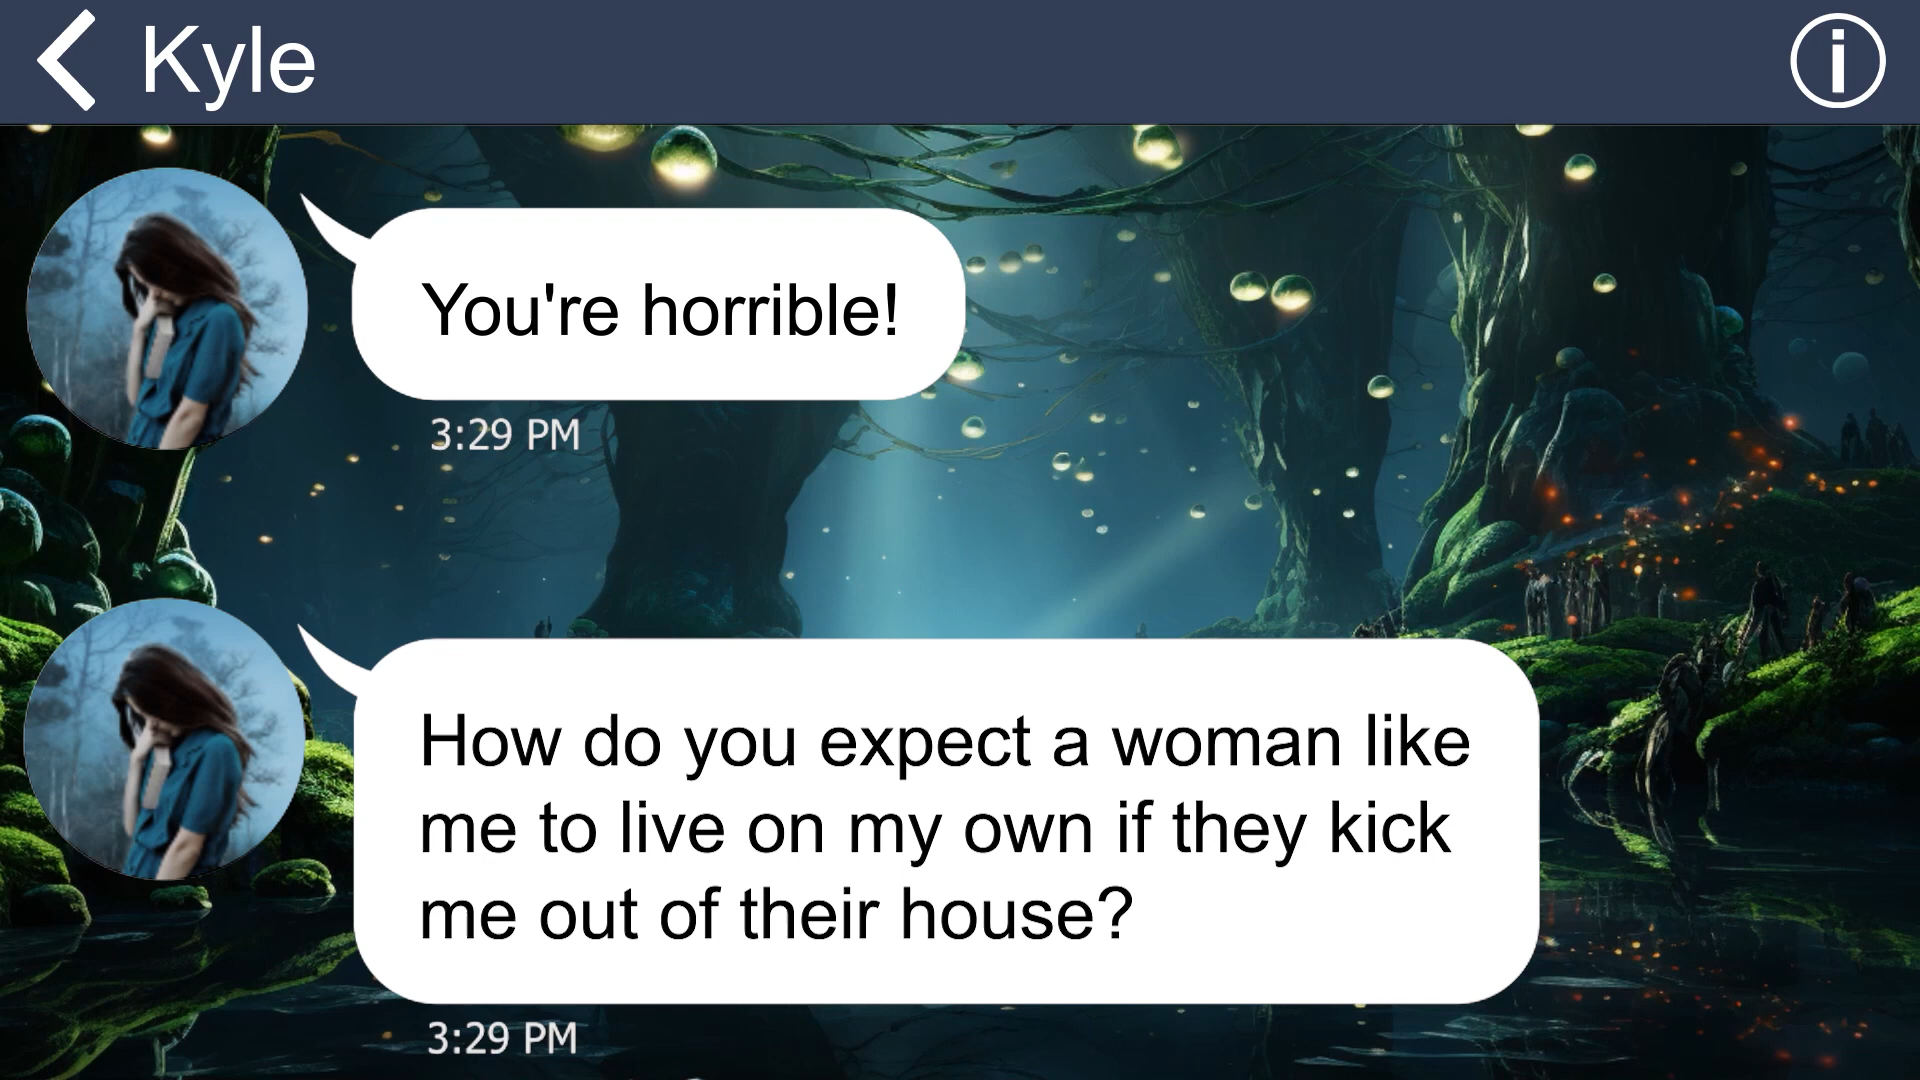 Kyle
You're horrible!
3:29 PM
How do you expect a woman like
me to live on my own if they kick
me out of their house?
3:29 PM